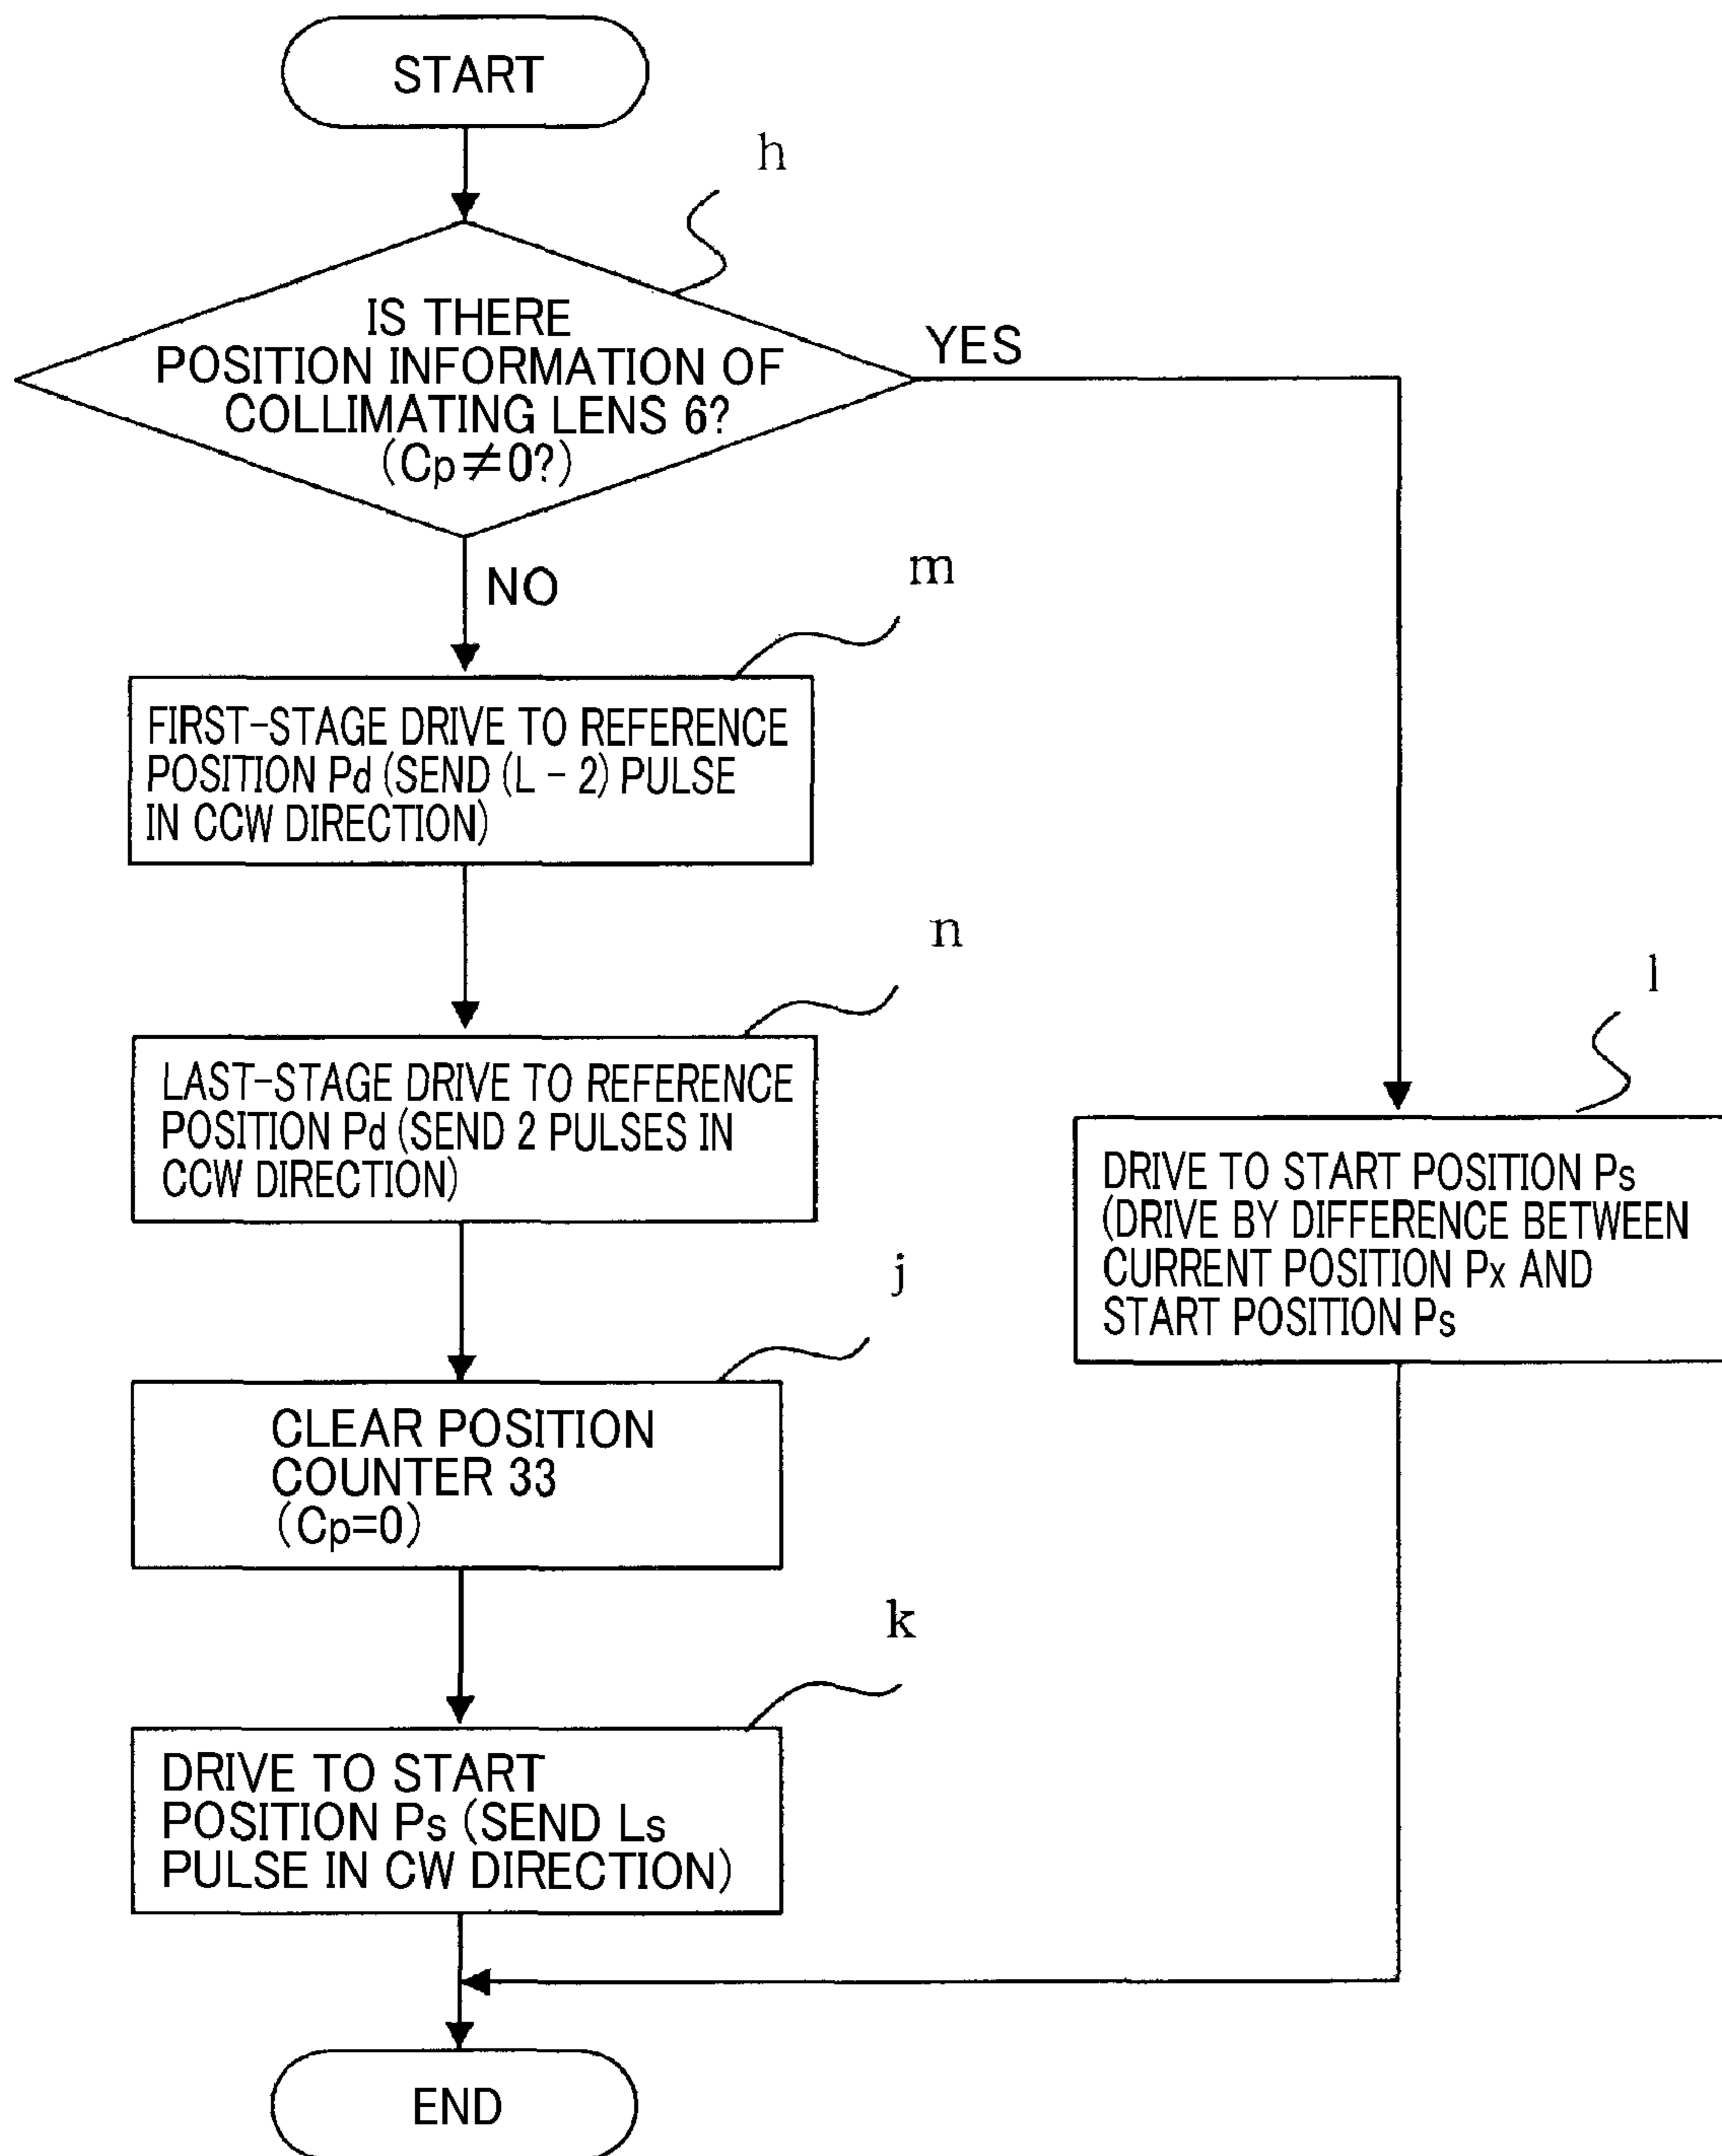 START
h
IS THERE
POSITION INFORMATION OF
COLLIMATING LENS 6?
(Cp≠0?)
YES
NO
m
FIRST-STAGE DRIVE TO REFERENCE
POSITION Pd (SEND (L - 2) PULSE
IN CCW DIRECTION)
n
LAST-STAGE DRIVE TO REFERENCE
POSITION Pd (SEND 2 PULSES IN
CCW DIRECTION)
l
DRIVE TO START POSITION Ps
(DRIVE BY DIFFERENCE BETWEEN
CURRENT POSITION Px AND
START POSITION Ps
j
CLEAR POSITION
COUNTER 33
(Cp=0)
k
DRIVE TO START
POSITION Ps (SEND Ls
PULSE IN CW DIRECTION)
END